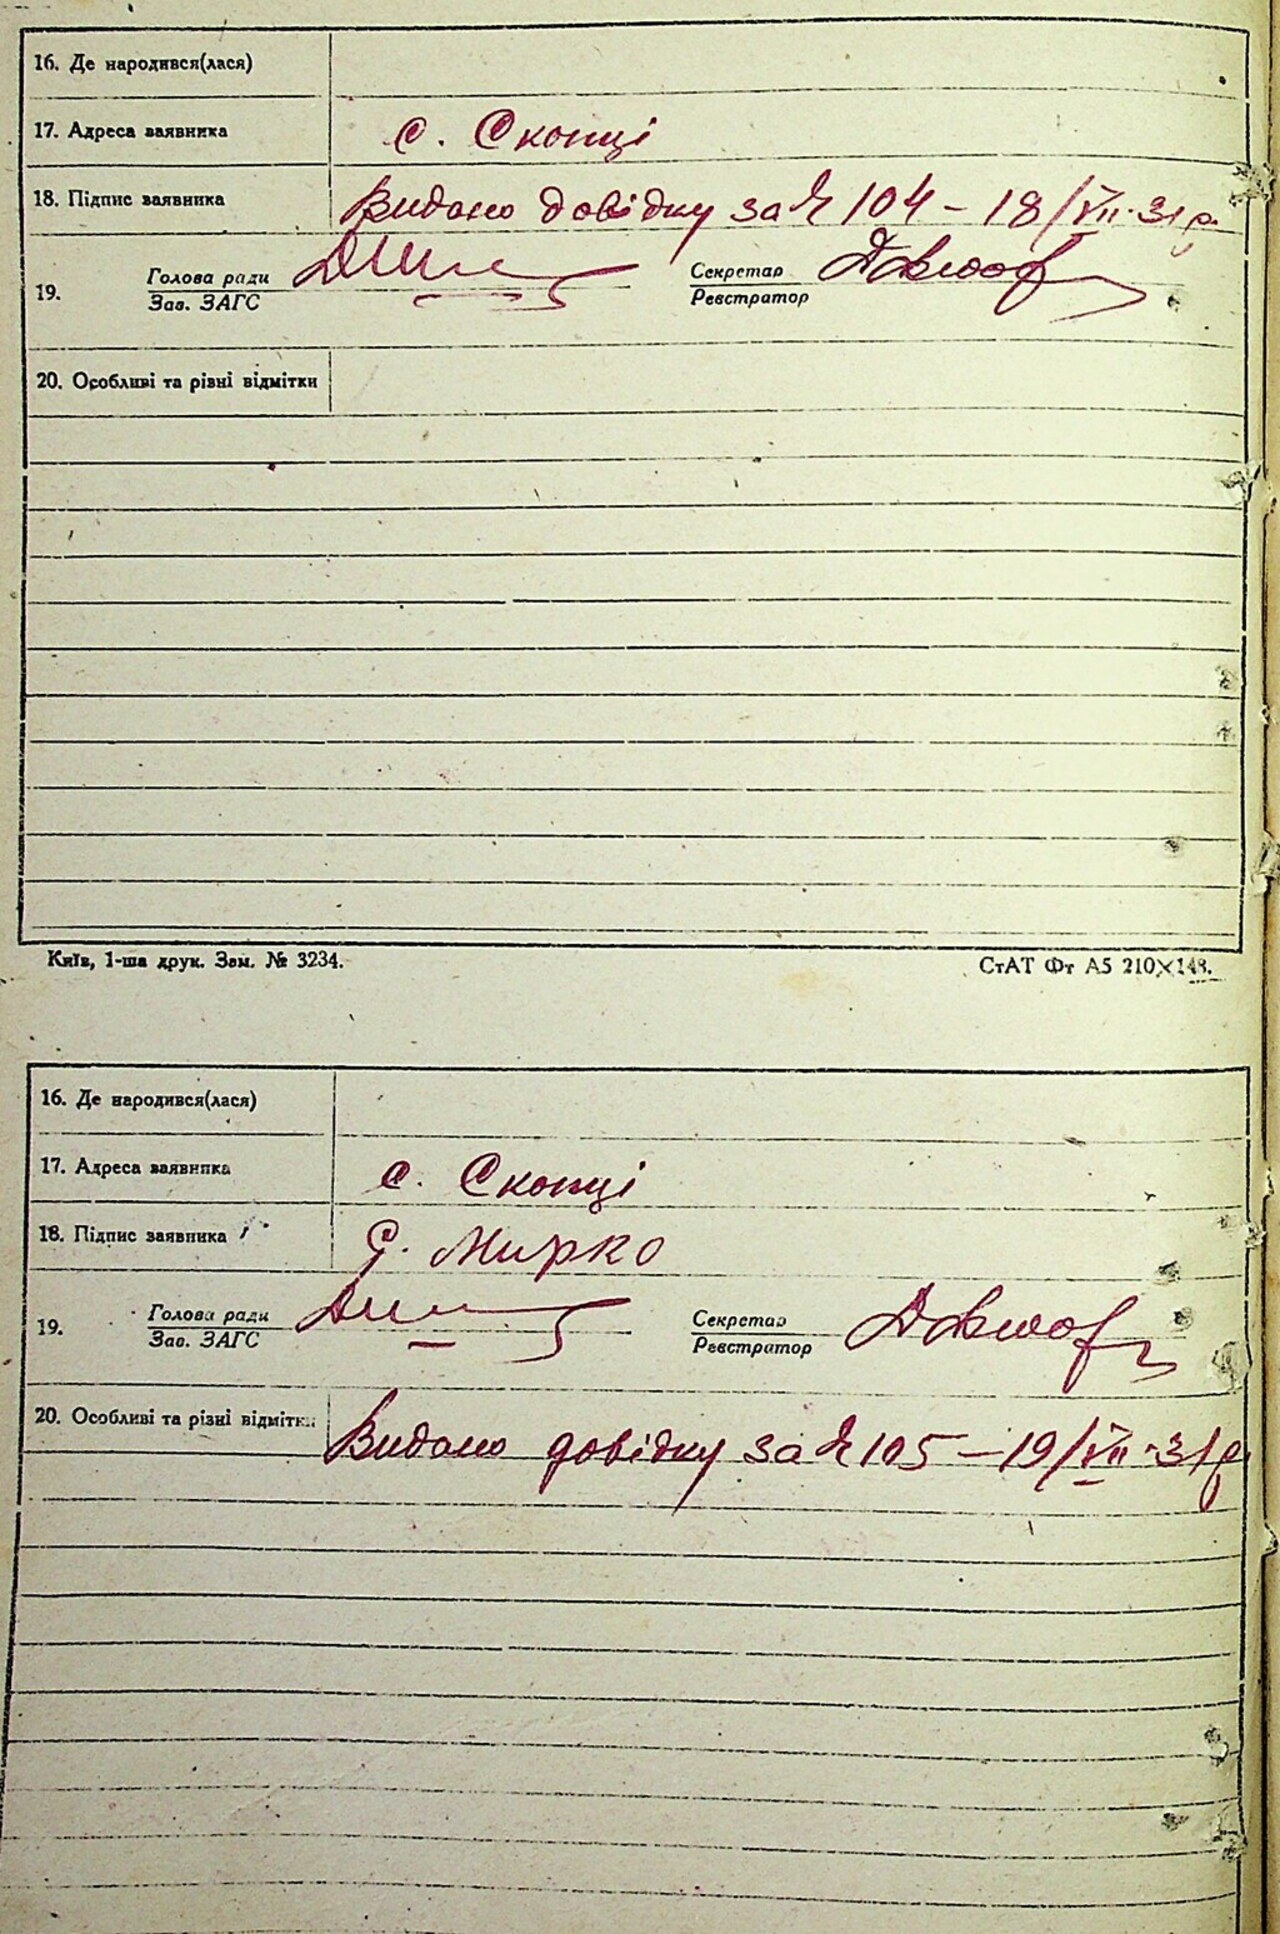 16. Де народився(лася)
17. Адреса заявника с. Скопці
18. Підпис заявника Видано довідку за № 104 – 18/VII-31 р.
19. Голова ради Секретар
Зав. ЗАГС Реєстратор
20. Особливі та різні відмітки
Київ, 1-ша друк. Зам. № 3234. СтАТ Фт А5 210×148.
16. Де народився(лася)
17. Адреса заявника с. Скопці
18. Підпис заявника Є. Мирко
19. Голова ради Секретар
Зав. ЗАГС Реєстратор
20. Особливі та різні відмітки Видано довідку за № 105 – 19/VII-31 р